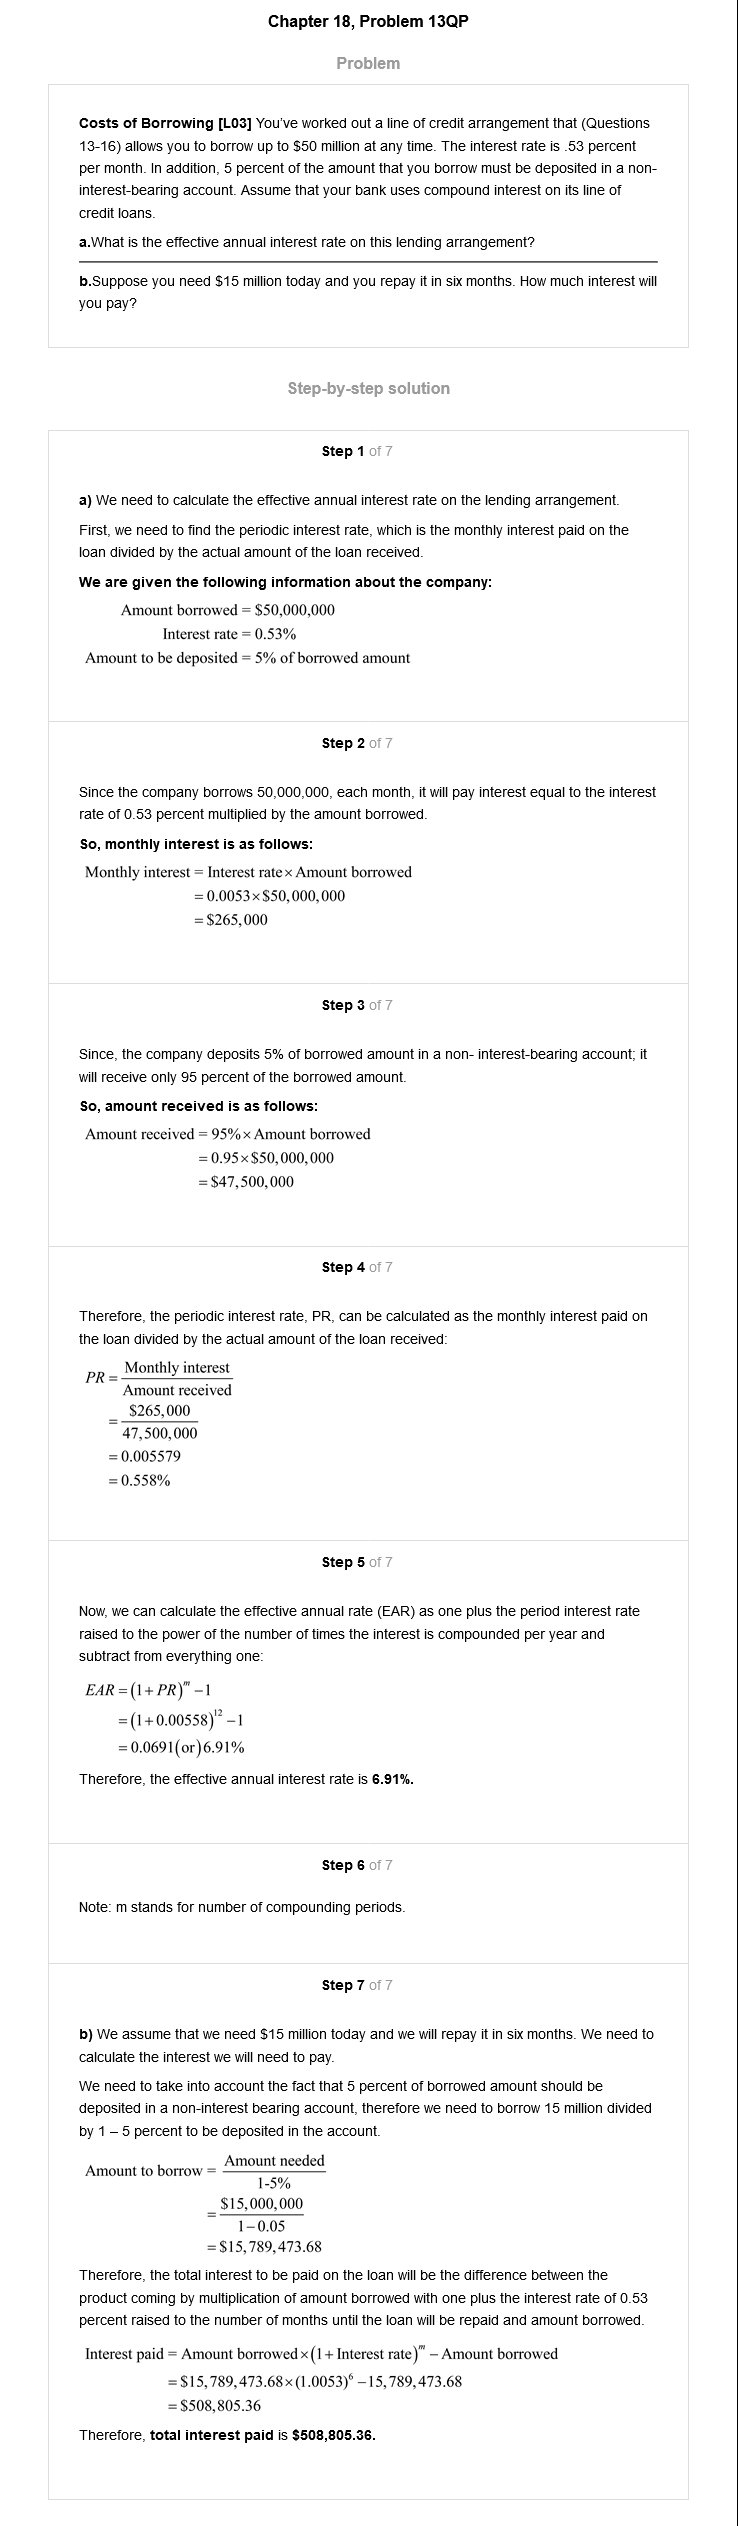 Chapter 18, Problem 13QP
Problem
Costs of Borrowing [L03] You've worked out a line of credit arrangement that (Questions
13-16) allows you to borrow up to $50 million at any time. The interest rate is .53 percent
per month. In addition, 5 percent of the amount that you borrow must be deposited in a non-
interest-bearing account. Assume that your bank uses compound interest on its line of
credit loans.
a.What is the effective annual interest rate on this lending arrangement?
b.Suppose you need $15 million today and you repay it in six months. How much interest will
you pay?
Step-by-step solution
Step 1 of 7
a) We need to calculate the effective annual interest rate on the lending arrangement.
First, we need to find the periodic interest rate, which is the monthly interest paid on the
loan divided by the actual amount of the loan received.
We are given the following information about the company:
Amount borrowed = $50,000,000
Interest rate = 0.53%
Amount to be deposited = 5% of borrowed amount
Step 2 of 7
Since the company borrows 50,000,000, each month, it will pay interest equal to the interest
rate of 0.53 percent multiplied by the amount borrowed.
So, monthly interest is as follows:
Monthly interest = Interest rate × Amount borrowed
= 0.0053 × $50,000,000
= $265,000
Step 3 of 7
Since, the company deposits 5% of borrowed amount in a non- interest-bearing account; it
will receive only 95 percent of the borrowed amount.
So, amount received is as follows:
Amount received = 95% × Amount borrowed
= 0.95 × $50,000,000
= $47,500,000
Step 4 of 7
Therefore, the periodic interest rate, PR, can be calculated as the monthly interest paid on
the loan divided by the actual amount of the loan received:
PR = Monthly interest
Amount received
= $265,000
47,500,000
= 0.005579
= 0.558%
Step 5 of 7
Now, we can calculate the effective annual rate (EAR) as one plus the period interest rate
raised to the power of the number of times the interest is compounded per year and
subtract from everything one:
EAR = (1 + PR)^m − 1
= (1 + 0.00558)^12 − 1
= 0.0691(or)6.91%
Therefore, the effective annual interest rate is 6.91%.
Step 6 of 7
Note: m stands for number of compounding periods.
Step 7 of 7
b) We assume that we need $15 million today and we will repay it in six months. We need to
calculate the interest we will need to pay.
We need to take into account the fact that 5 percent of borrowed amount should be
deposited in a non-interest bearing account, therefore we need to borrow 15 million divided
by 1 – 5 percent to be deposited in the account.
Amount to borrow = Amount needed
1-5%
= $15,000,000
1 − 0.05
= $15,789,473.68
Therefore, the total interest to be paid on the loan will be the difference between the
product coming by multiplication of amount borrowed with one plus the interest rate of 0.53
percent raised to the number of months until the loan will be repaid and amount borrowed.
Interest paid = Amount borrowed × (1 + Interest rate)^m − Amount borrowed
= $15,789,473.68 × (1.0053)^6 − 15,789,473.68
= $508,805.36
Therefore, total interest paid is $508,805.36.